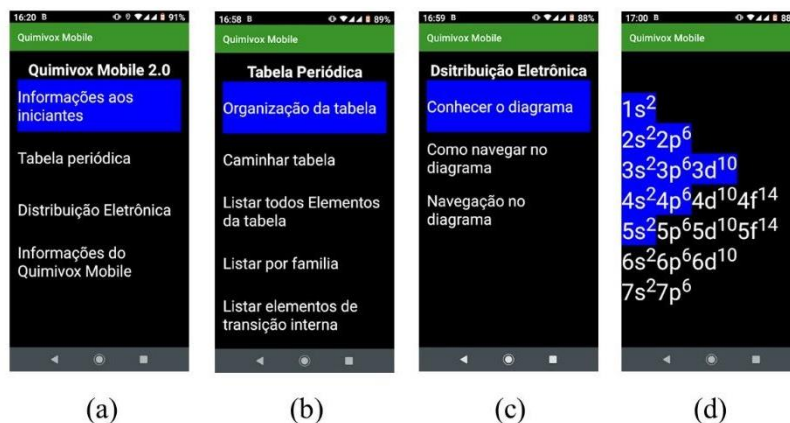 16:20 B 91%
Quimivox Mobile
Quimivox Mobile 2.0
Informações aos
iniciantes
Tabela periódica
Distribuição Eletrônica
Informações do
Quimivox Mobile
(a)
16:58 B 89%
Quimivox Mobile
Tabela Periódica
Organização da tabela
Caminhar tabela
Listar todos Elementos
da tabela
Listar por familia
Listar elementos de
transição interna
(b)
16:59 B 88%
Quimivox Mobile
Dsitribuição Eletrônica
Conhecer o diagrama
Como navegar no
diagrama
Navegação no
diagrama
(c)
17:00 B 88
Quimivox Mobile
1s²
2s²2p⁶
3s²3p⁶3d¹⁰
4s²4p⁶4d¹⁰4f¹⁴
5s²5p⁶5d¹⁰5f¹⁴
6s²6p⁶6d¹⁰
7s²7p⁶
(d)